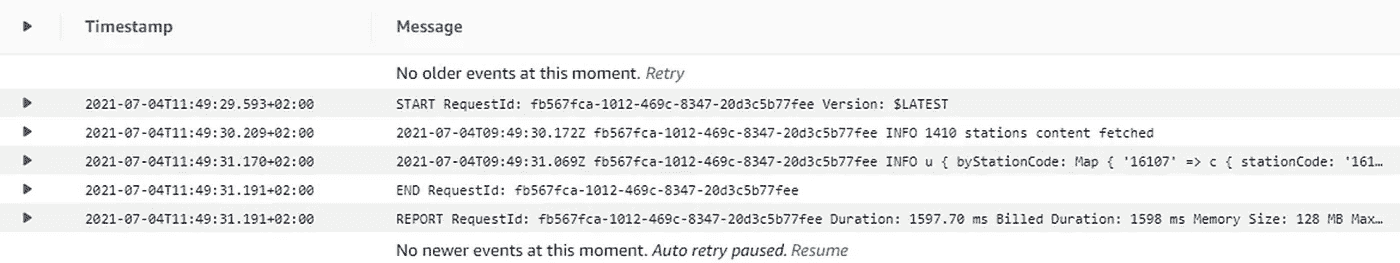 Timestamp Message
No older events at this moment. Retry
2021-07-04T11:49:29.593+02:00 START RequestId: fb567fca-1012-469c-8347-20d3c5b77fee Version: $LATEST
2021-07-04T11:49:30.209+02:00 2021-07-04T09:49:30.172Z fb567fca-1012-469c-8347-20d3c5b77fee INFO 1410 stations content fetched
2021-07-04T11:49:31.170+02:00 2021-07-04T09:49:31.069Z fb567fca-1012-469c-8347-20d3c5b77fee INFO u { byStationCode: Map { '16107' => c { stationCode: '161…
2021-07-04T11:49:31.191+02:00 END RequestId: fb567fca-1012-469c-8347-20d3c5b77fee
2021-07-04T11:49:31.191+02:00 REPORT RequestId: fb567fca-1012-469c-8347-20d3c5b77fee Duration: 1597.70 ms Billed Duration: 1598 ms Memory Size: 128 MB Max…
No newer events at this moment. Auto retry paused. Resume